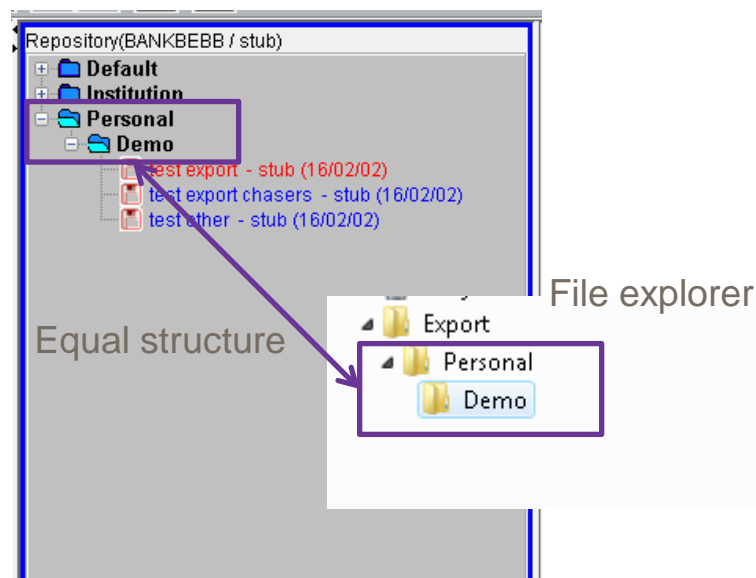 Repository(BANKBEBB / stub)
Default
Institution
Personal
Demo
test export - stub (16/02/02)
test export chasers - stub (16/02/02)
test other - stub (16/02/02)
File explorer
Equal structure
Export
Personal
Demo